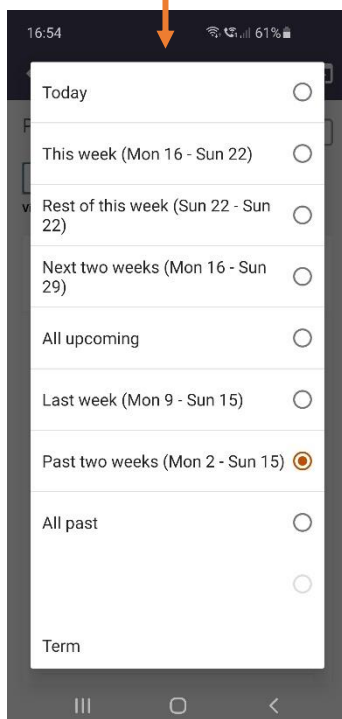 16:54 61%
Today
This week (Mon 16 - Sun 22)
Rest of this week (Sun 22 - Sun
22)
Next two weeks (Mon 16 - Sun
29)
All upcoming
Last week (Mon 9 - Sun 15)
Past two weeks (Mon 2 - Sun 15)
All past
Term